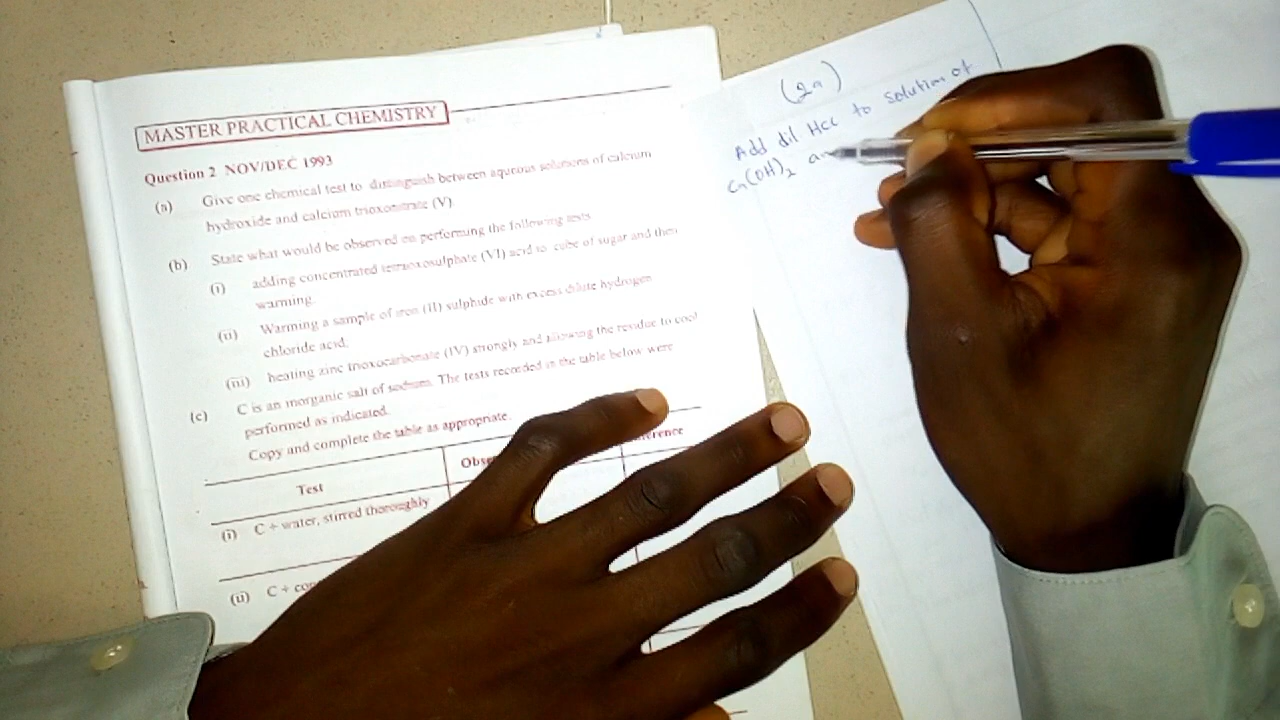 MASTER PRACTICAL CHEMISTRY
Question 2 NOV/DEC 1993
(a) Give one chemical test to distinguish between aqueous solutions of calcium
hydroxide and calcium trioxonitrate (V)
(b) State what would be observed on performing the following tests
(i) adding concentrated tetraoxosulphate (VI) acid to cube of sugar and then
warming.
(ii) Warming a sample of iron (II) sulphide with excess dilute hydrogen
chloride acid.
(iii) heating zinc trioxocarbonate (IV) strongly and allowing the residue to cool
(c) C is an inorganic salt of sodium. The tests recorded in the table below were
performed as indicated.
Copy and complete the table as appropriate.
Test
(i) C + water, stirred thoroughly
(ii) C +
(2a)
Add dil HCl to solution of
Ca(OH)2